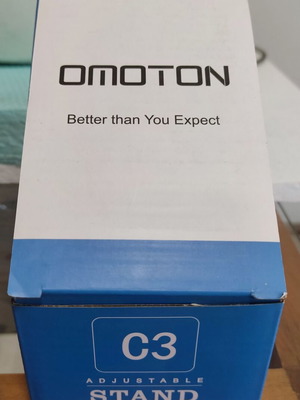 OMOTON
Better than You Expect
C3
ADJUSTABLE
STAND